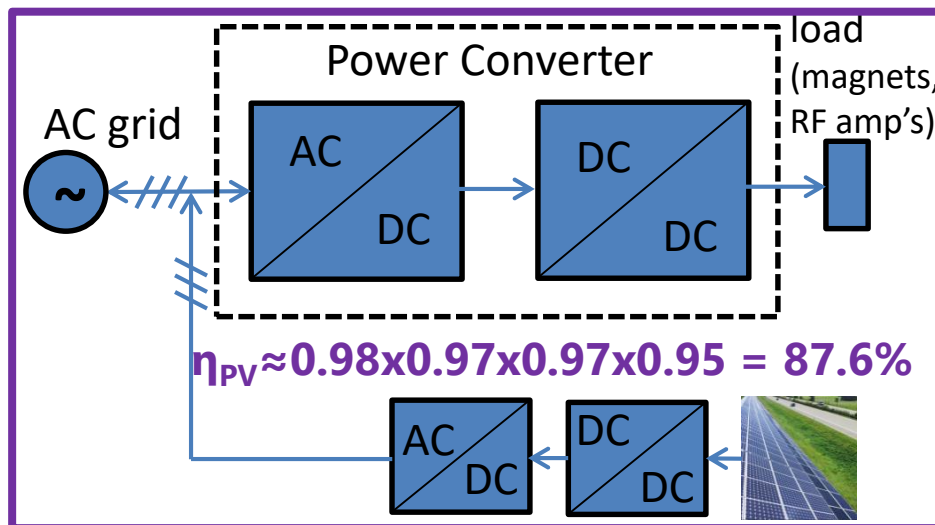 load
Power Converter
(magnets,
AC grid
RF amp's)
AC
DC
~
DC
DC
η_PV≈0.98x0.97x0.97x0.95 = 87.6%
AC
DC
DC
DC